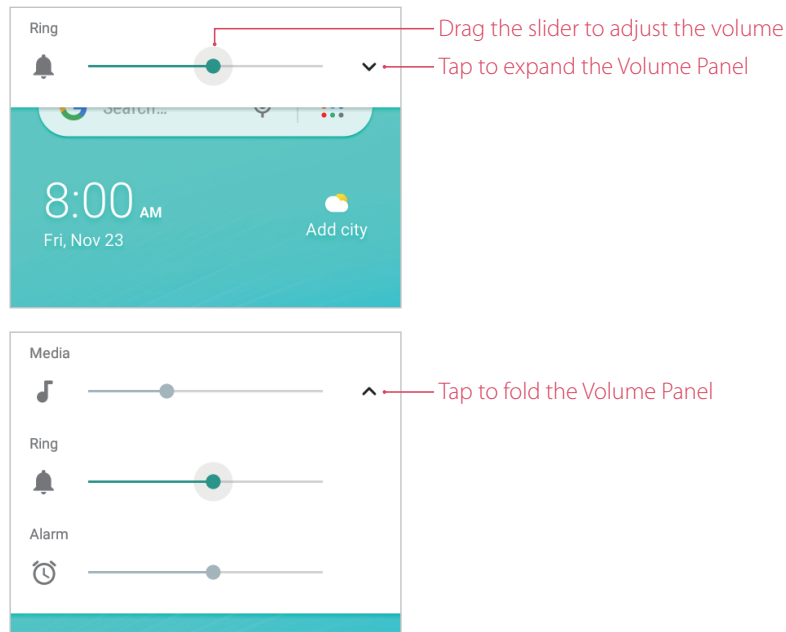 Ring
Drag the slider to adjust the volume
Tap to expand the Volume Panel
Search...
8:00 AM
Fri, Nov 23
Add city
Media
Tap to fold the Volume Panel
Ring
Alarm